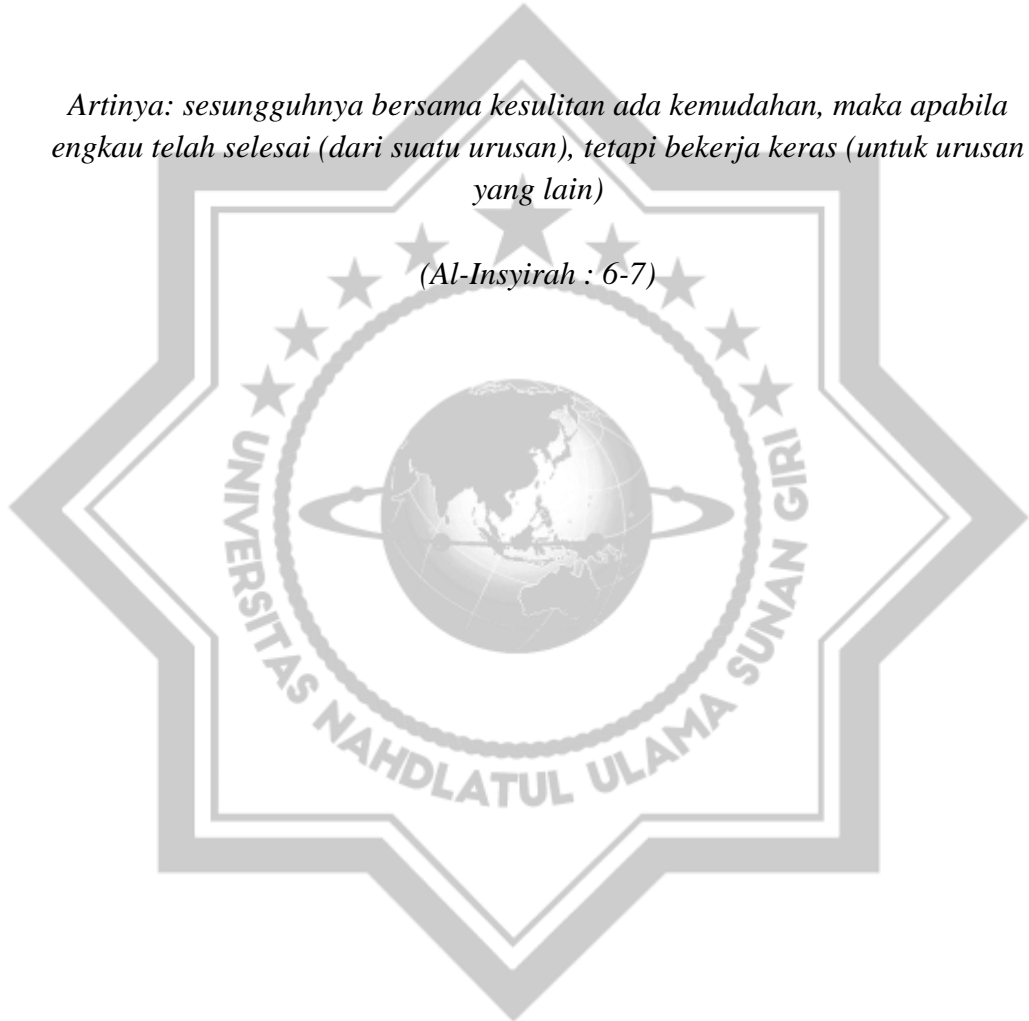 Artinya: sesungguhnya bersama kesulitan ada kemudahan, maka apabila
engkau telah selesai (dari suatu urusan), tetapi bekerja keras (untuk urusan
yang lain)
(Al-Insyirah : 6-7)
UNIVERSITAS NAHDLATUL ULAMA SUNAN GIRI